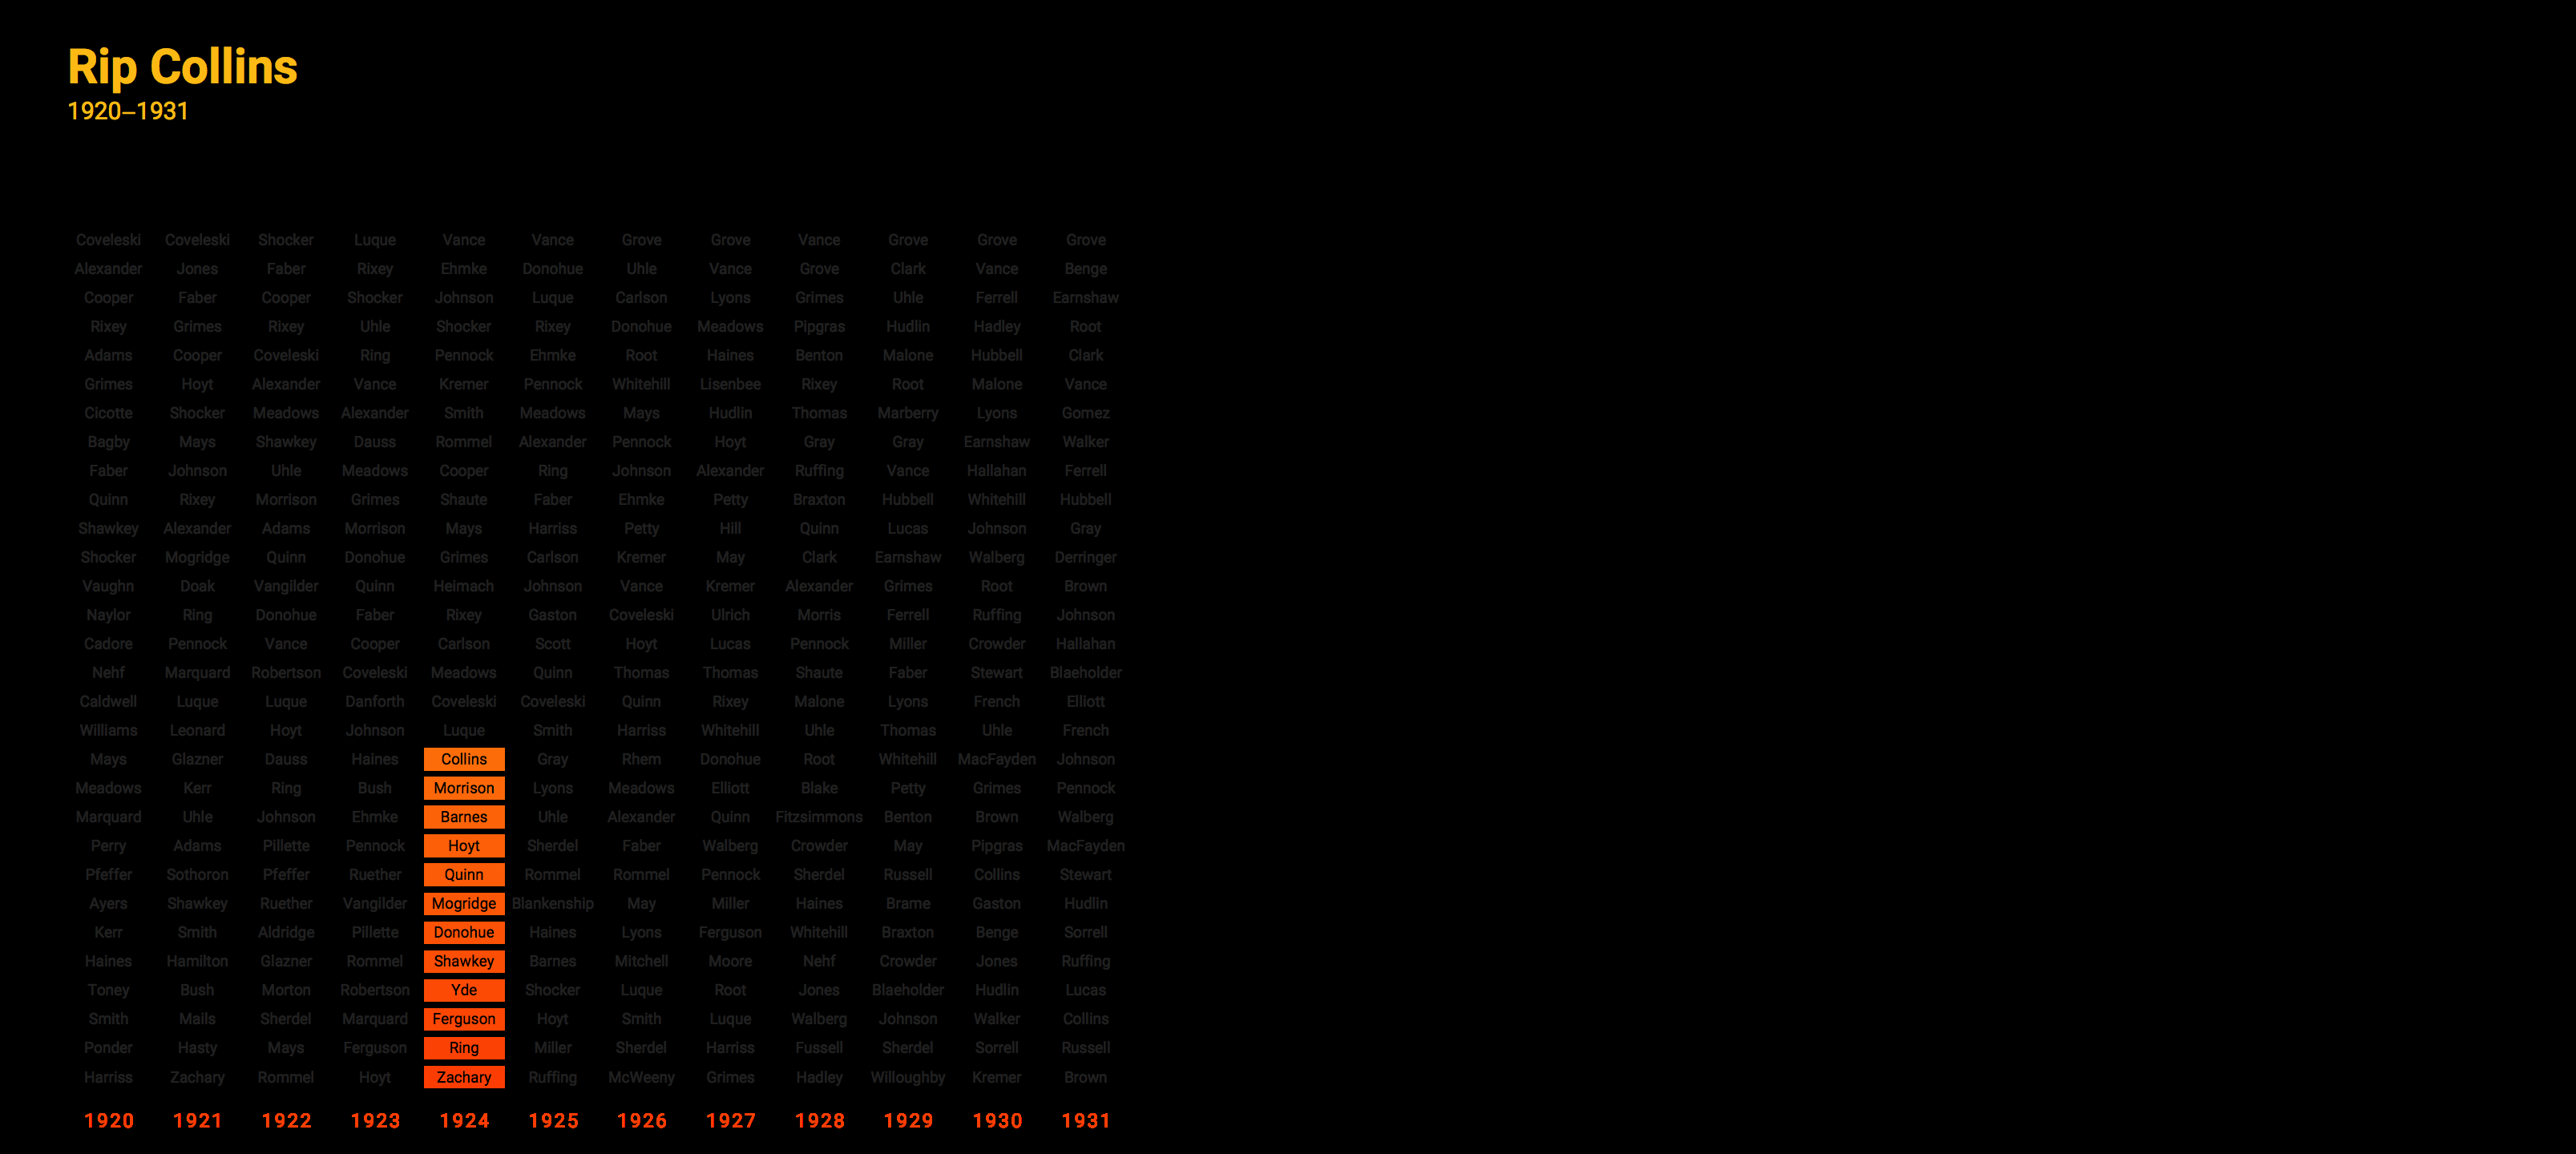 Rip Collins
1920–1931
Coveleski Coveleski Shocker Luque Vance Vance Grove Grove Vance Grove Grove Grove
Alexander Jones Faber Rixey Ehmke Donohue Uhle Vance Grove Clark Vance Benge
Cooper Faber Cooper Shocker Johnson Luque Carlson Lyons Grimes Uhle Ferrell Earnshaw
Rixey Grimes Rixey Uhle Shocker Rixey Donohue Meadows Pipgras Hudlin Hadley Root
Adams Cooper Coveleski Ring Pennock Ehmke Root Haines Benton Malone Hubbell Clark
Grimes Hoyt Alexander Vance Kremer Pennock Whitehill Lisenbee Rixey Root Malone Vance
Cicotte Shocker Meadows Alexander Smith Meadows Mays Hudlin Thomas Marberry Lyons Gomez
Bagby Mays Shawkey Dauss Rommel Alexander Pennock Hoyt Gray Gray Earnshaw Walker
Faber Johnson Uhle Meadows Cooper Ring Johnson Alexander Ruffing Vance Hallahan Ferrell
Quinn Rixey Morrison Grimes Shaute Faber Ehmke Petty Braxton Hubbell Whitehill Hubbell
Shawkey Alexander Adams Morrison Mays Harriss Petty Hill Quinn Lucas Johnson Gray
Shocker Mogridge Quinn Donohue Grimes Carlson Kremer May Clark Earnshaw Walberg Derringer
Vaughn Doak Vangilder Quinn Heimach Johnson Vance Kremer Alexander Grimes Root Brown
Naylor Ring Donohue Faber Rixey Gaston Coveleski Ulrich Morris Ferrell Ruffing Johnson
Cadore Pennock Vance Cooper Carlson Scott Hoyt Lucas Pennock Miller Crowder Hallahan
Nehf Marquard Robertson Coveleski Meadows Quinn Thomas Thomas Shaute Faber Stewart Blaeholder
Caldwell Luque Luque Danforth Coveleski Coveleski Quinn Rixey Malone Lyons French Elliott
Williams Leonard Hoyt Johnson Luque Smith Harriss Whitehill Uhle Thomas Uhle French
Mays Glazner Dauss Haines Collins Gray Rhem Donohue Root Whitehill MacFayden Johnson
Meadows Kerr Ring Bush Morrison Lyons Meadows Elliott Blake Petty Grimes Pennock
Marquard Uhle Johnson Ehmke Barnes Uhle Alexander Quinn Fitzsimmons Benton Brown Walberg
Perry Adams Pillette Pennock Hoyt Sherdel Faber Walberg Crowder May Pipgras MacFayden
Pfeffer Sothoron Pfeffer Ruether Quinn Rommel Rommel Pennock Sherdel Russell Collins Stewart
Ayers Shawkey Ruether Vangilder Mogridge Blankenship May Miller Haines Brame Gaston Hudlin
Kerr Smith Aldridge Pillette Donohue Haines Lyons Ferguson Whitehill Braxton Benge Sorrell
Haines Hamilton Glazner Rommel Shawkey Barnes Mitchell Moore Nehf Crowder Jones Ruffing
Toney Bush Morton Robertson Yde Shocker Luque Root Jones Blaeholder Hudlin Lucas
Smith Mails Sherdel Marquard Ferguson Hoyt Smith Luque Walberg Johnson Walker Collins
Ponder Hasty Mays Ferguson Ring Miller Sherdel Harriss Fussell Sherdel Sorrell Russell
Harriss Zachary Rommel Hoyt Zachary Ruffing McWeeny Grimes Hadley Willoughby Kremer Brown
1920 1921 1922 1923 1924 1925 1926 1927 1928 1929 1930 1931